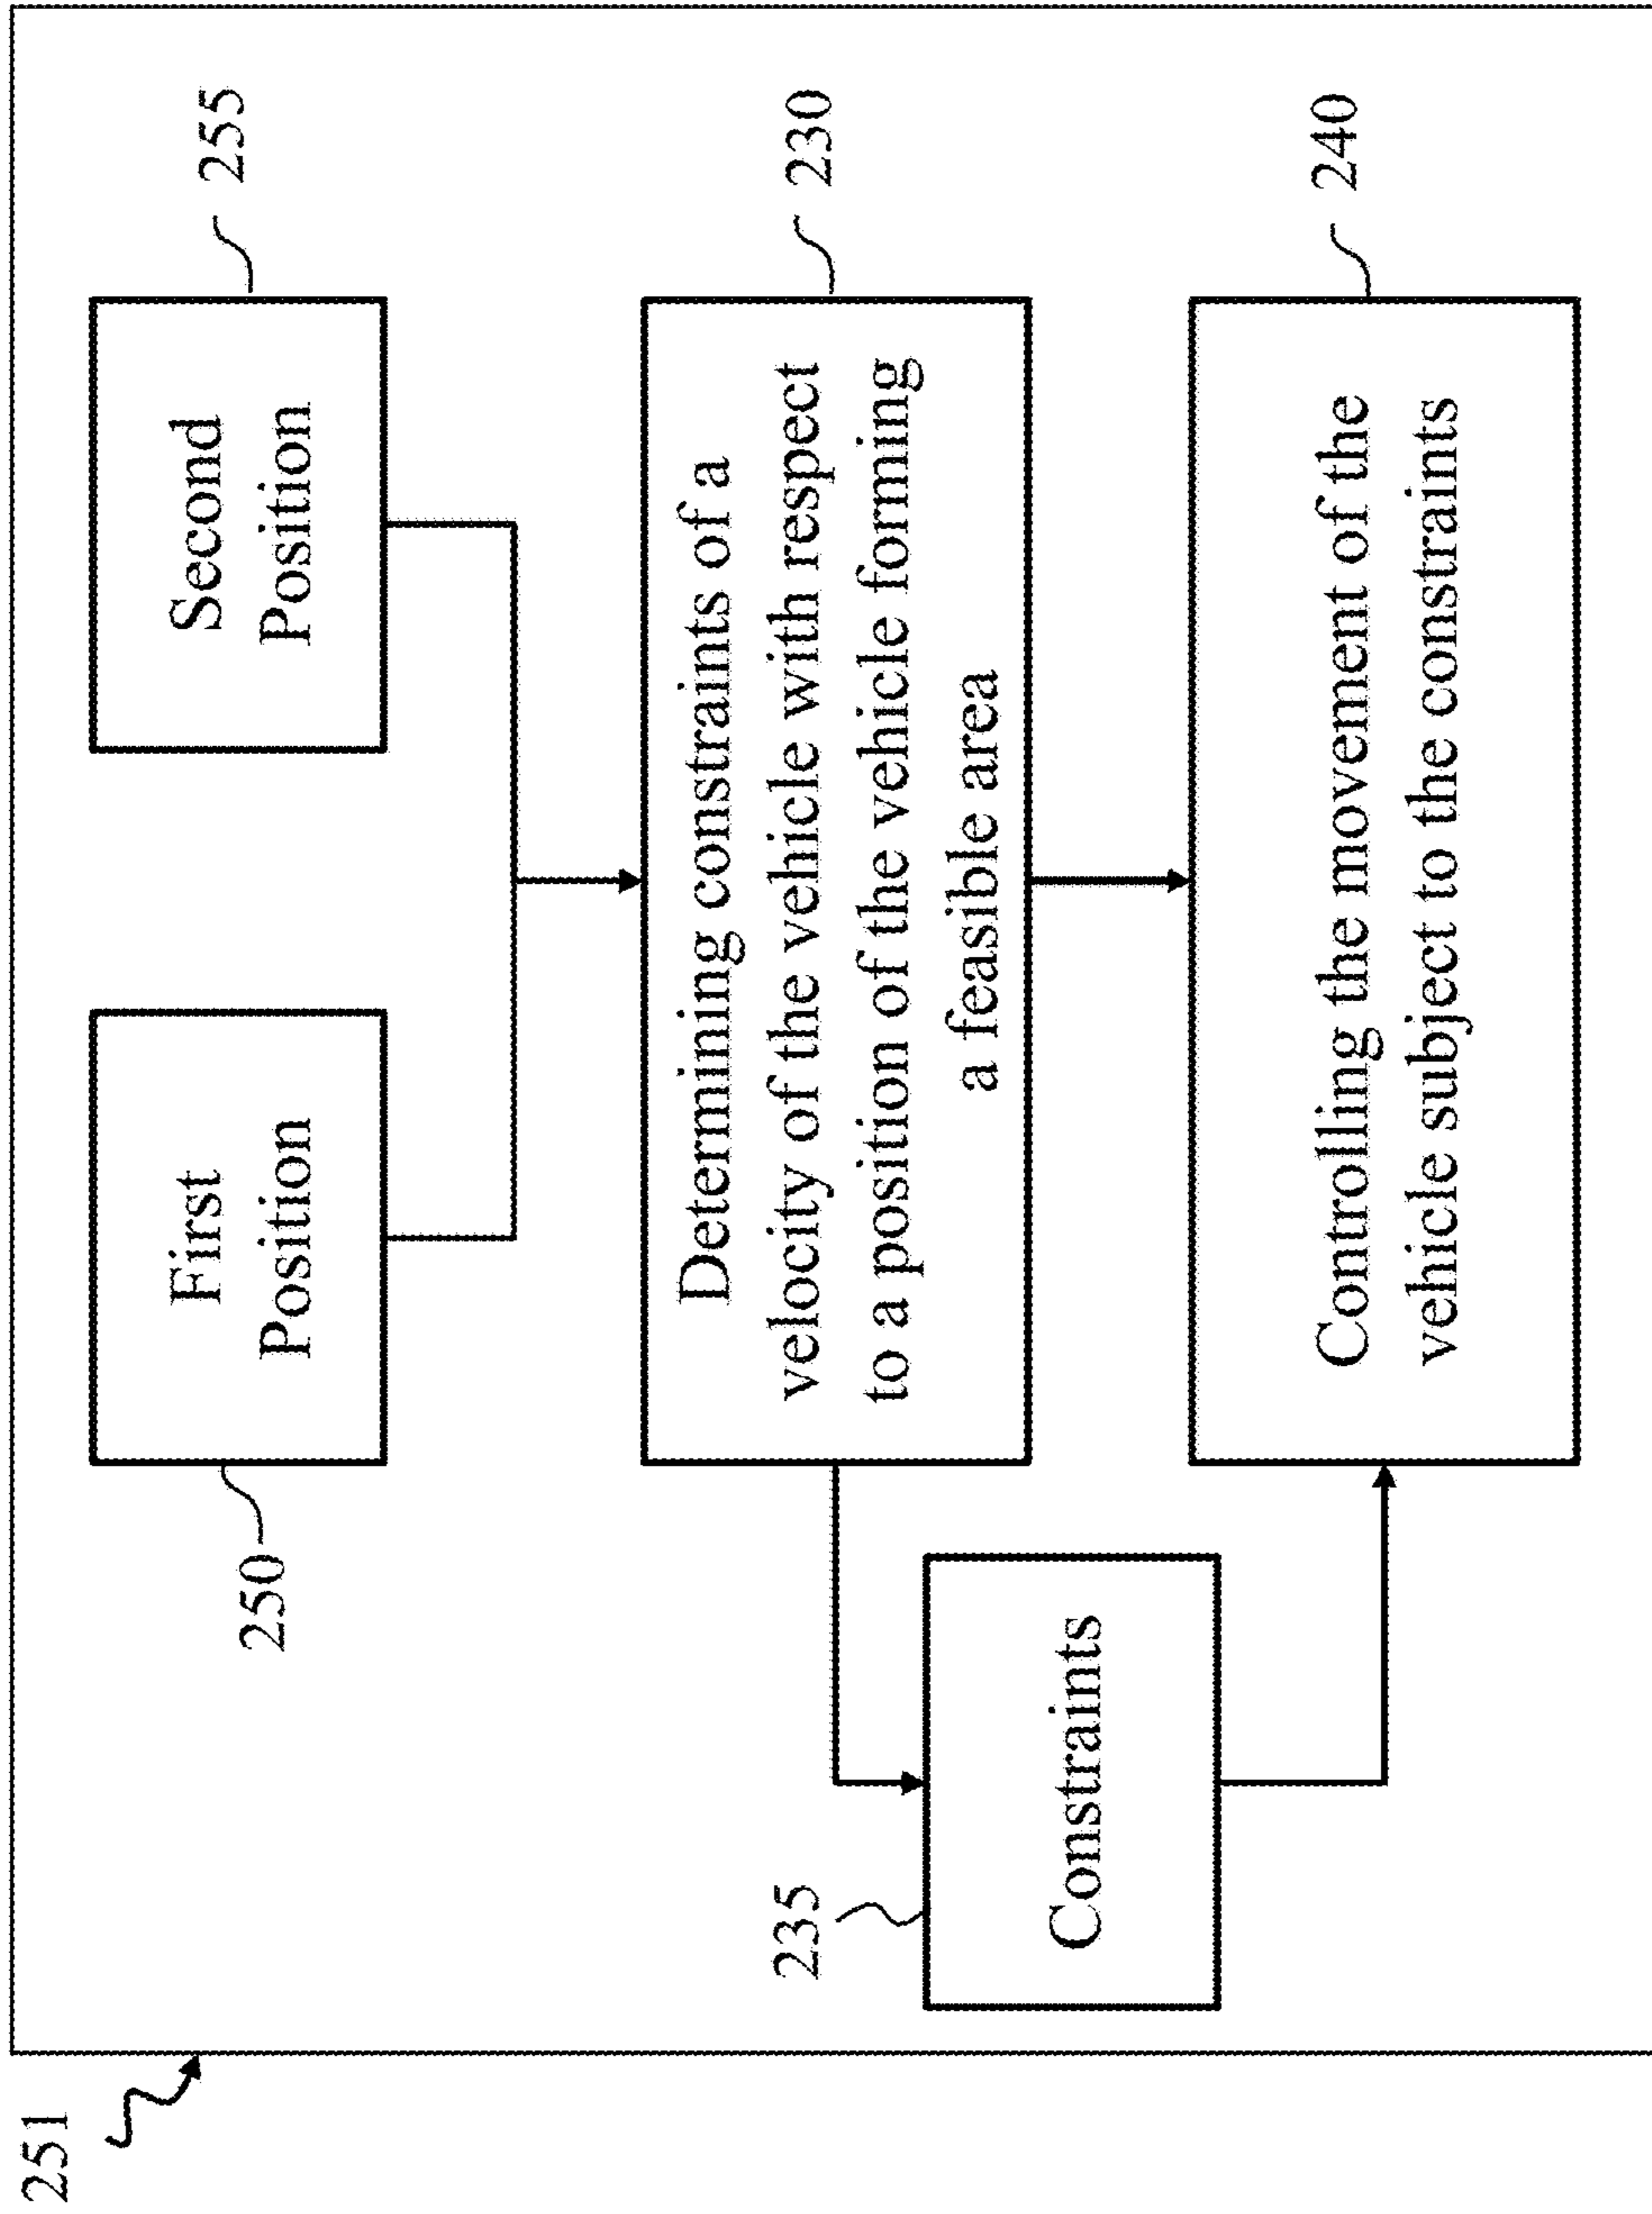 251
250
First
Position
Second
Position
255
Determining constraints of a
velocity of the vehicle with respect
to a position of the vehicle forming
a feasible area
230
235
Constraints
Controlling the movement of the
vehicle subject to the constraints
240